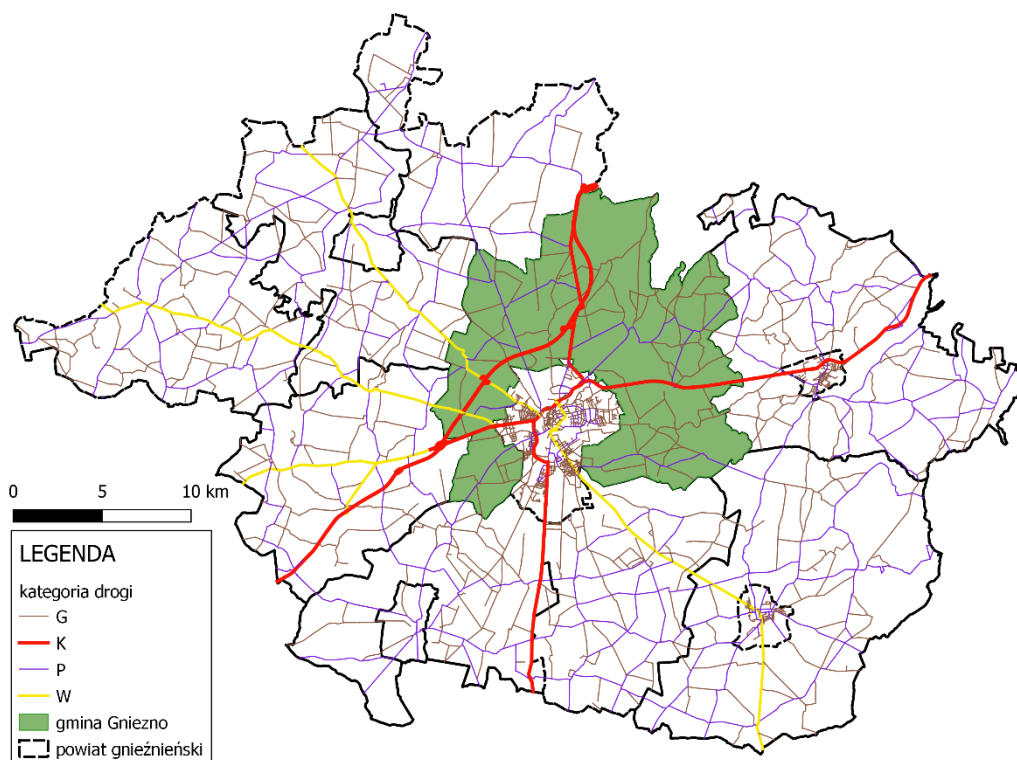 0 5 10 km
LEGENDA
kategoria drogi
G
K
P
W
gmina Gniezno
powiat gnieźnieński